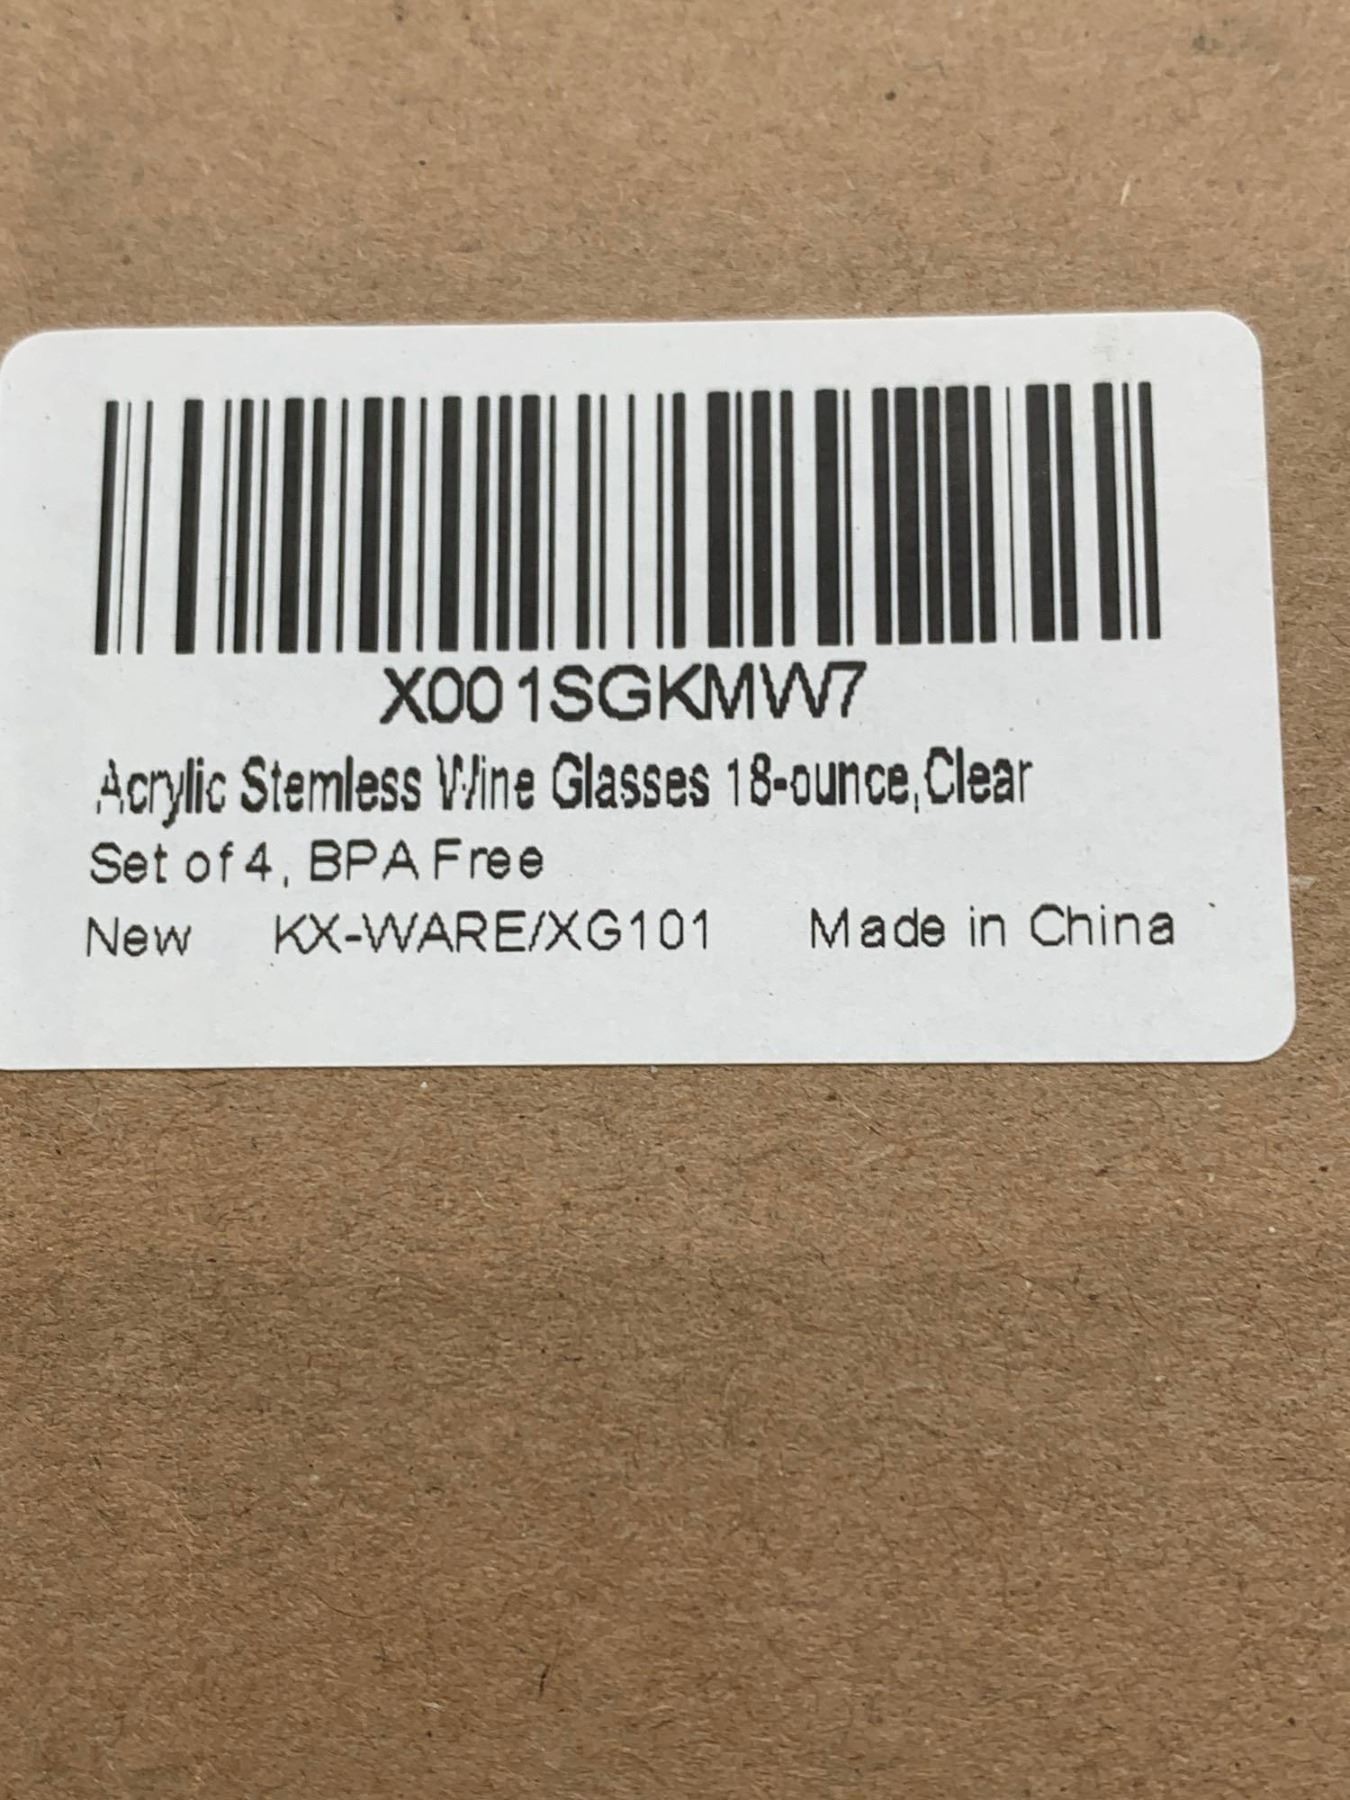 X001SGKMW7
Acrylic Stemless Wine Glasses 18-ounce,Clear
Set of 4, BPA Free
New KX-WARE/XG101 Made in China